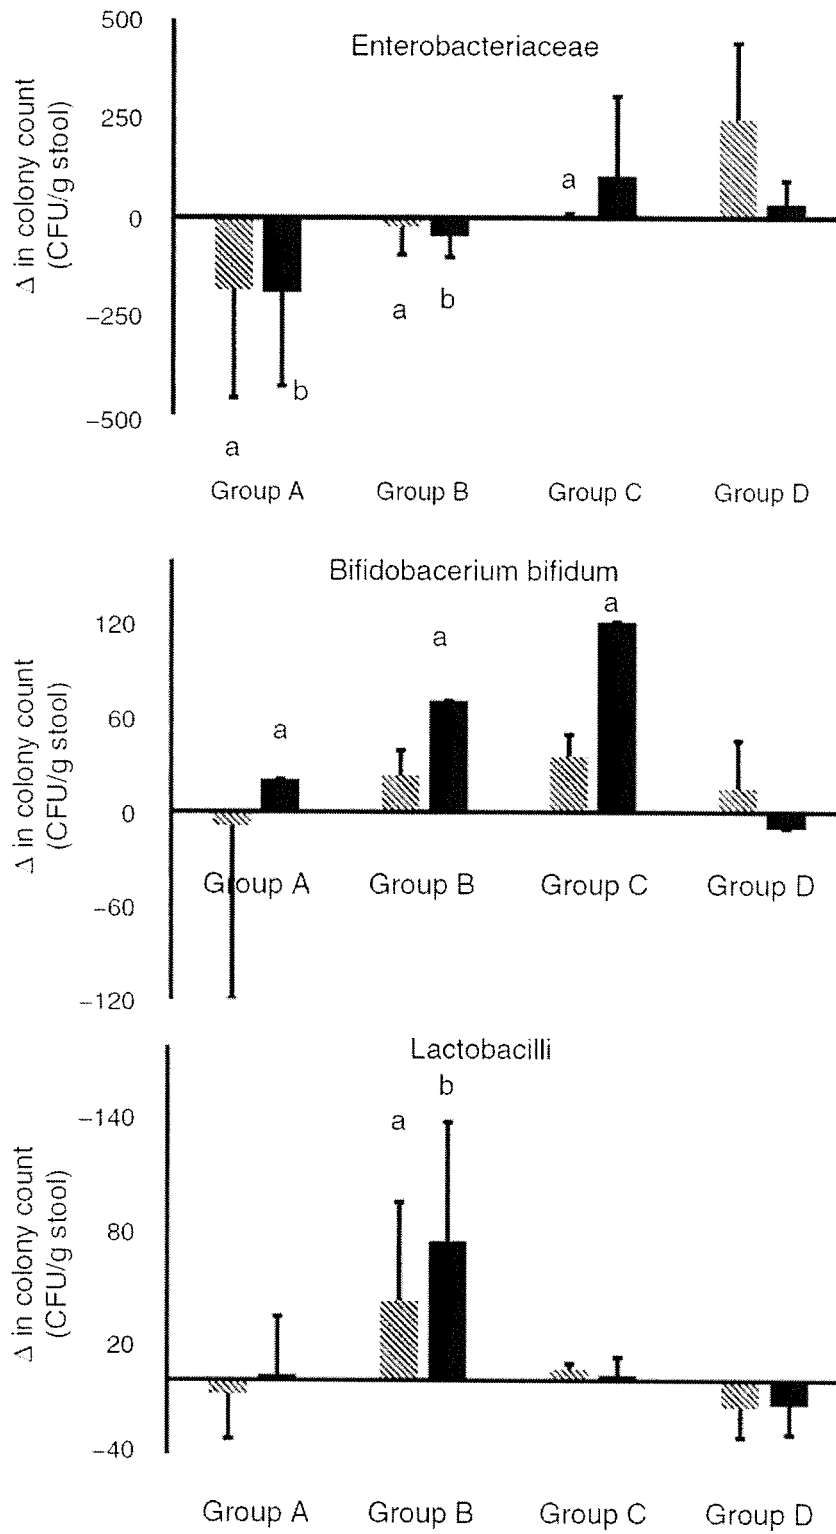 500
Enterobacteriaceae
250
0
−250
−500
Δ in colony count
(CFU/g stool)
a
b
a
b
a
Group A
Group B
Group C
Group D
Bifidobacerium bifidum
120
60
0
−60
−120
Δ in colony count
(CFU/g stool)
a
a
a
Group A
Group B
Group C
Group D
Lactobacilli
−140
80
20
−40
Δ in colony count
(CFU/g stool)
a
b
Group A
Group B
Group C
Group D